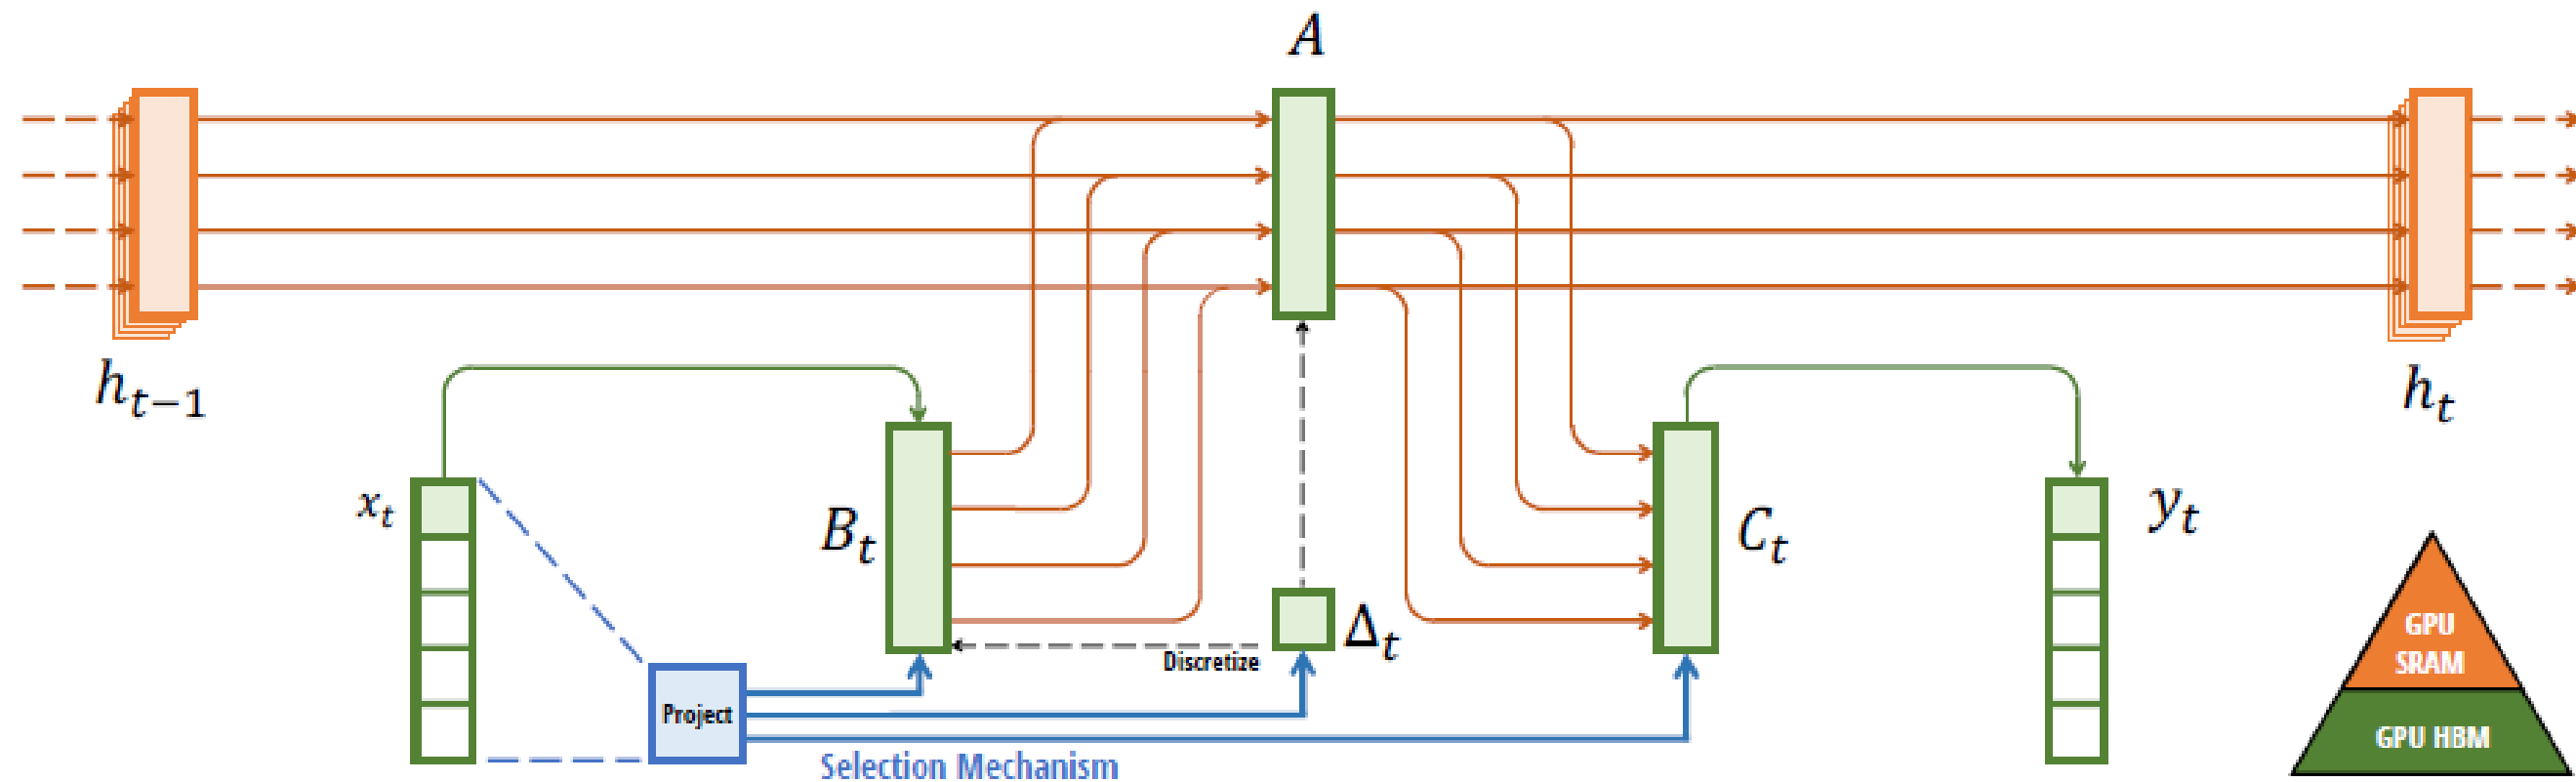 A
h_{t-1}
h_t
x_t
B_t
Δ_t
C_t
y_t
Discretize
Project
Selection Mechanism
GPU
SRAM
GPU HBM